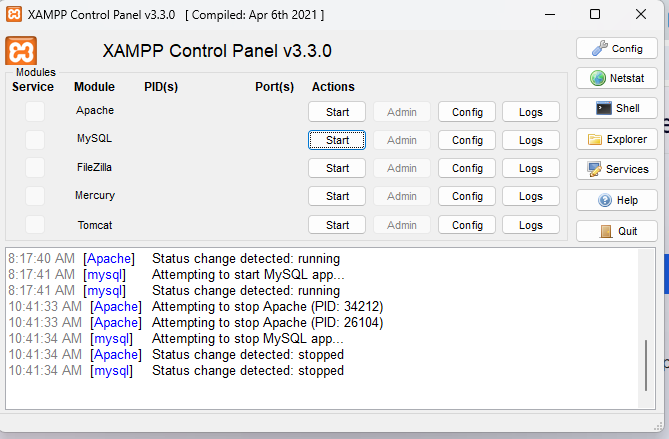 XAMPP Control Panel v3.3.0 [ Compiled: Apr 6th 2021 ]
XAMPP Control Panel v3.3.0
Config
Modules
Service Module PID(s) Port(s) Actions
Netstat
Apache Start Admin Config Logs
Shell
MySQL Start Admin Config Logs
Explorer
FileZilla Start Admin Config Logs
Services
Mercury Start Admin Config Logs
Help
Tomcat Start Admin Config Logs
Quit
8:17:40 AM [Apache] Status change detected: running
8:17:41 AM [mysql] Attempting to start MySQL app...
8:17:41 AM [mysql] Status change detected: running
10:41:33 AM [Apache] Attempting to stop Apache (PID: 34212)
10:41:33 AM [Apache] Attempting to stop Apache (PID: 26104)
10:41:34 AM [mysql] Attempting to stop MySQL app...
10:41:34 AM [Apache] Status change detected: stopped
10:41:34 AM [mysql] Status change detected: stopped